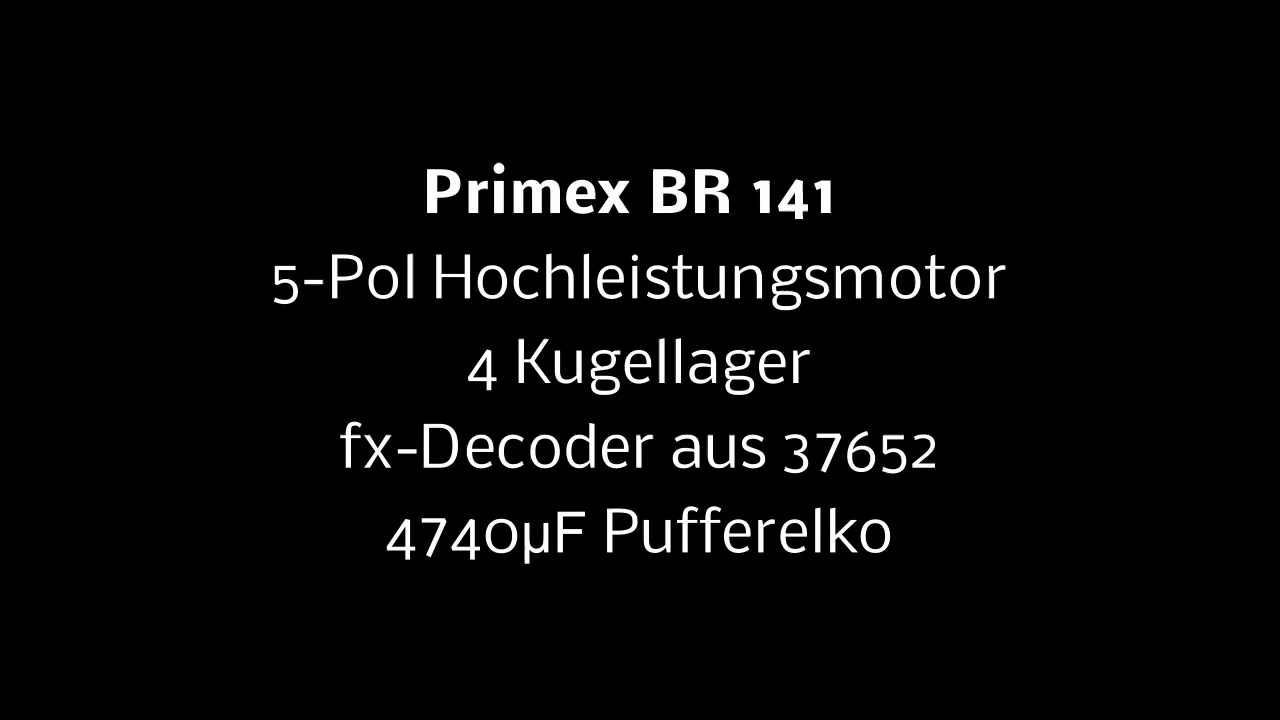 Primex BR 141
5-Pol Hochleistungsmotor
4 Kugellager
fx-Decoder aus 37652
4740µF Pufferelko